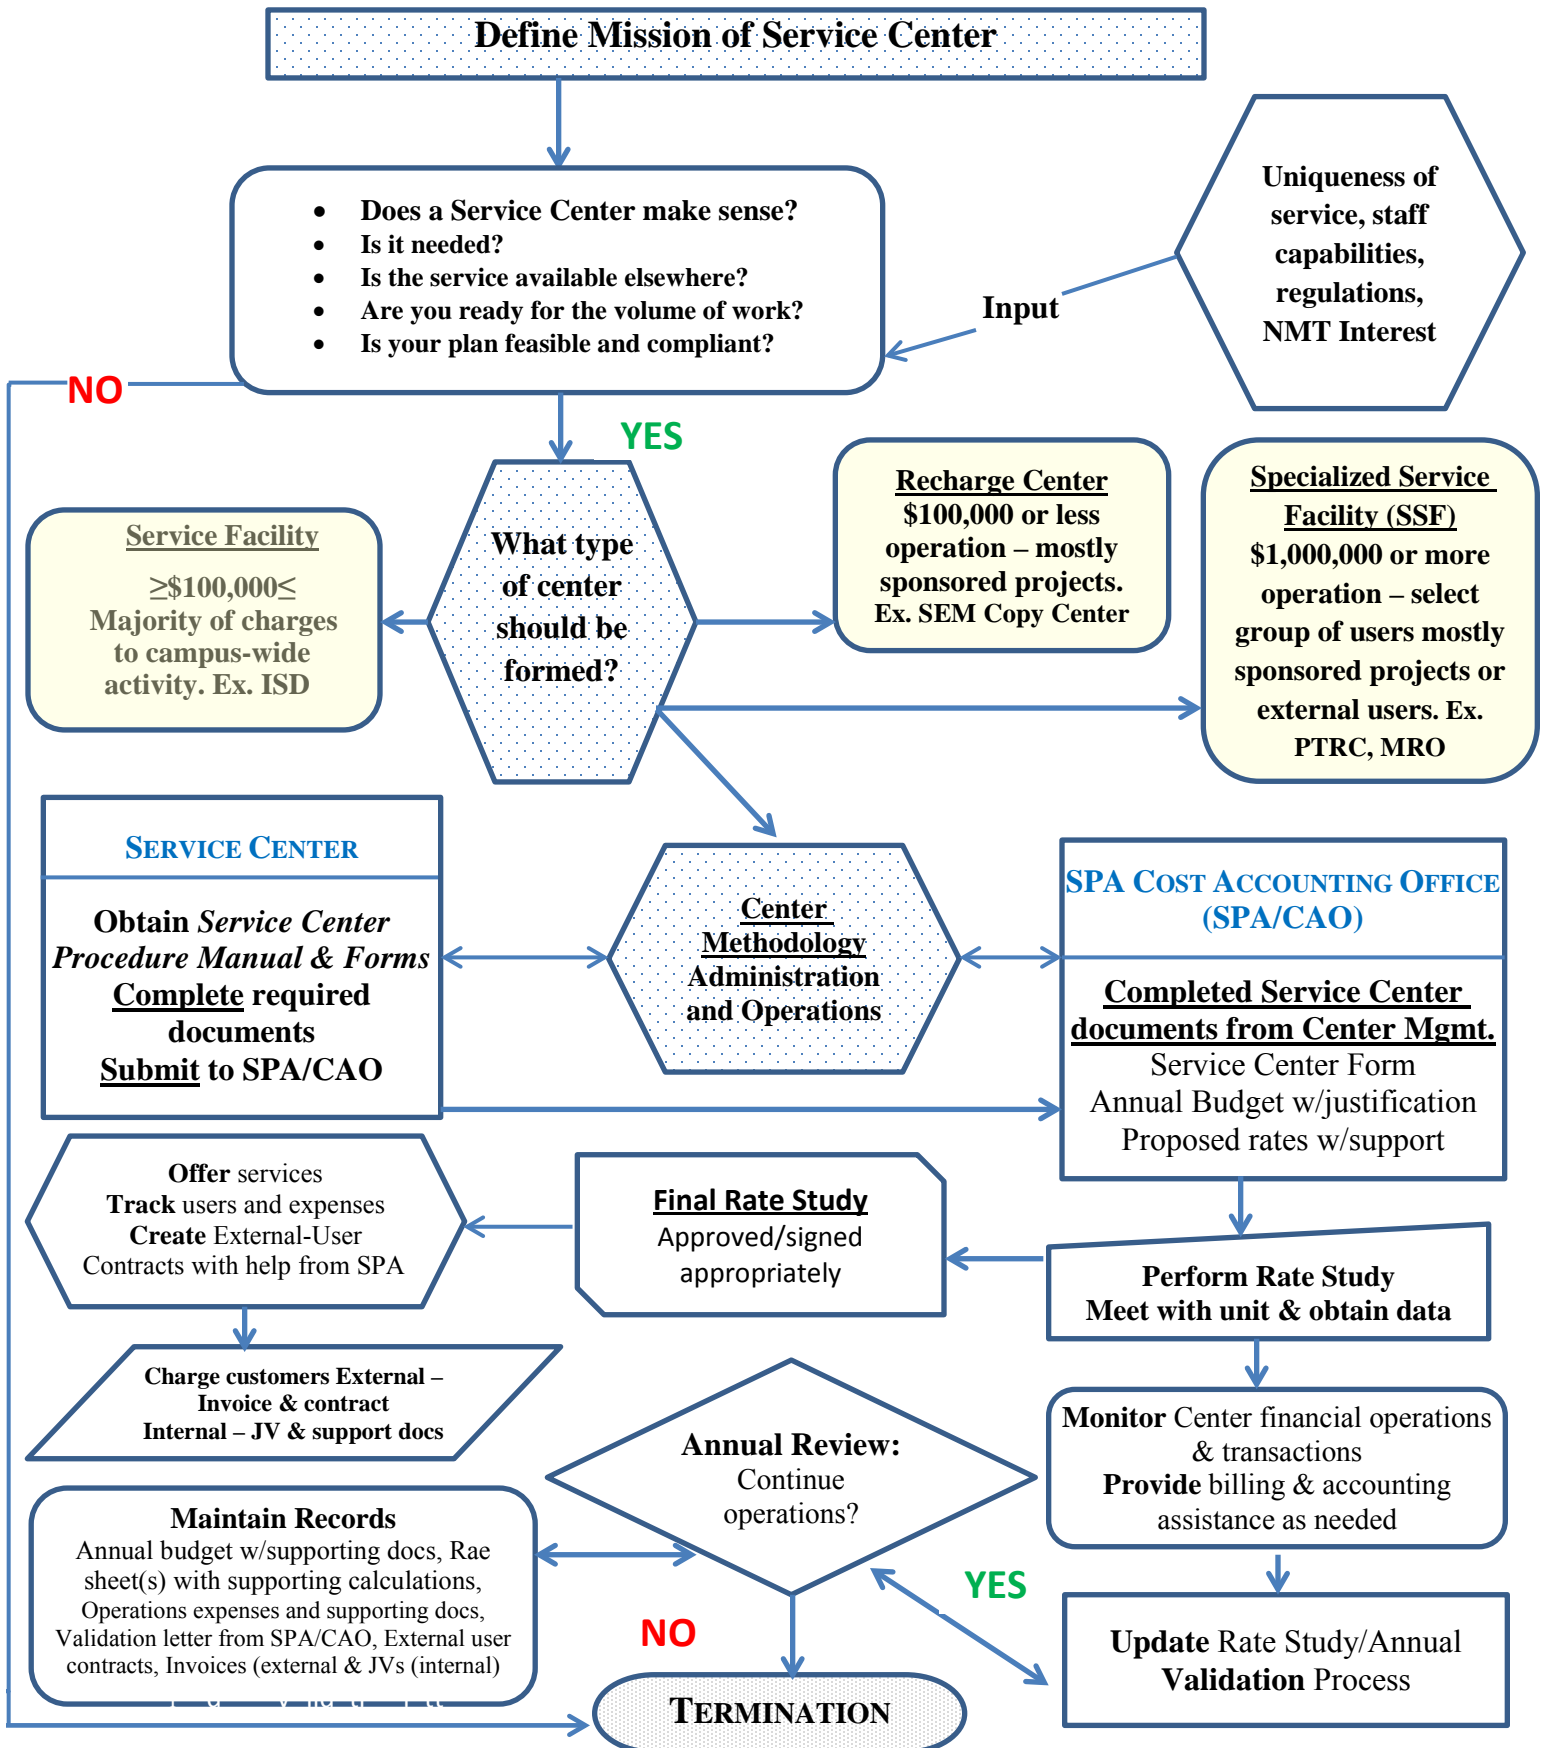 Define Mission of Service Center
• Does a Service Center make sense?
• Is it needed?
• Is the service available elsewhere?
• Are you ready for the volume of work?
• Is your plan feasible and compliant?
Uniqueness of
service, staff
capabilities,
regulations,
NMT Interest
Input
NO
YES
Service Facility
≥$100,000≤
Majority of charges
to campus-wide
activity. Ex. ISD
What type
of center
should be
formed?
Recharge Center
$100,000 or less
operation – mostly
sponsored projects.
Ex. SEM Copy Center
Specialized Service
Facility (SSF)
$1,000,000 or more
operation – select
group of users mostly
sponsored projects or
external users. Ex.
PTRC, MRO
SERVICE CENTER
Obtain Service Center
Procedure Manual & Forms
Complete required
documents
Submit to SPA/CAO
Center
Methodology
Administration
and Operations
SPA COST ACCOUNTING OFFICE
(SPA/CAO)
Completed Service Center
documents from Center Mgmt.
Service Center Form
Annual Budget w/justification
Proposed rates w/support
Offer services
Track users and expenses
Create External-User
Contracts with help from SPA
Final Rate Study
Approved/signed
appropriately
Perform Rate Study
Meet with unit & obtain data
Charge customers External –
Invoice & contract
Internal – JV & support docs
Annual Review:
Continue
operations?
Monitor Center financial operations
& transactions
Provide billing & accounting
assistance as needed
Maintain Records
Annual budget w/supporting docs, Rae
sheet(s) with supporting calculations,
Operations expenses and supporting docs,
Validation letter from SPA/CAO, External user
contracts, Invoices (external & JVs (internal)
YES
NO
Update Rate Study/Annual
Validation Process
TERMINATION